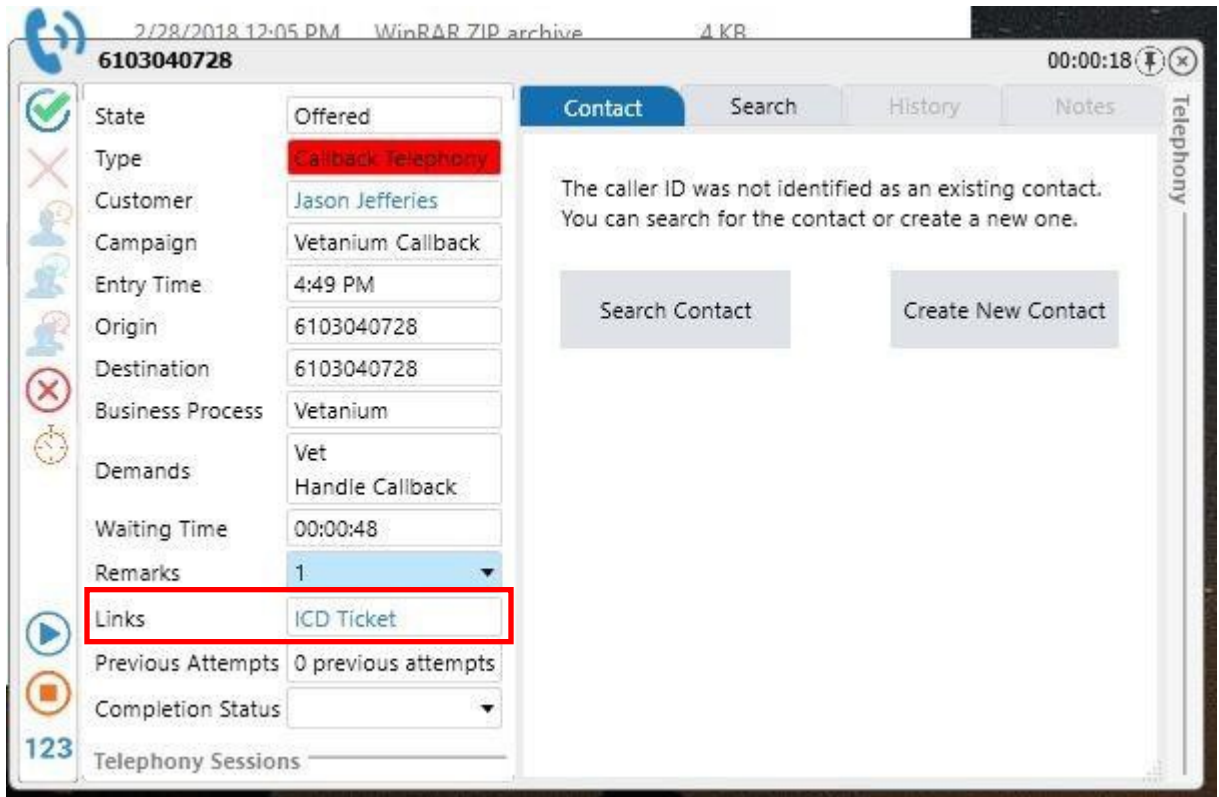 2/28/2018 12:05 PM WinRAR ZIP archive 4 KB
6103040728 00:00:18
Contact Search History Notes
Telephony
State Offered
Type Callback Telephony
Customer Jason Jefferies
Campaign Vetanium Callback
Entry Time 4:49 PM
Origin 6103040728
Destination 6103040728
Business Process Vetanium
Demands Vet
Handle Callback
Waiting Time 00:00:48
Remarks 1
Links ICD Ticket
Previous Attempts 0 previous attempts
Completion Status
123
Telephony Sessions
The caller ID was not identified as an existing contact.
You can search for the contact or create a new one.
Search Contact Create New Contact